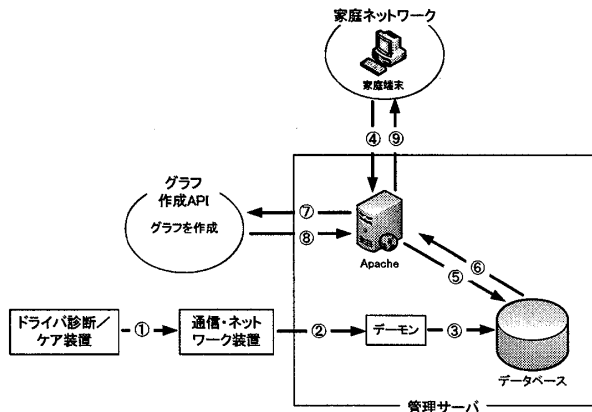 家庭ネットワーク
家庭端末
④
⑨
グラフ
作成API
グラフを作成
⑦
⑧
Apache
⑥
⑤
ドライバ診断／
ケア装置
①
通信・ネット
ワーク装置
②
デーモン
③
データベース
管理サーバ